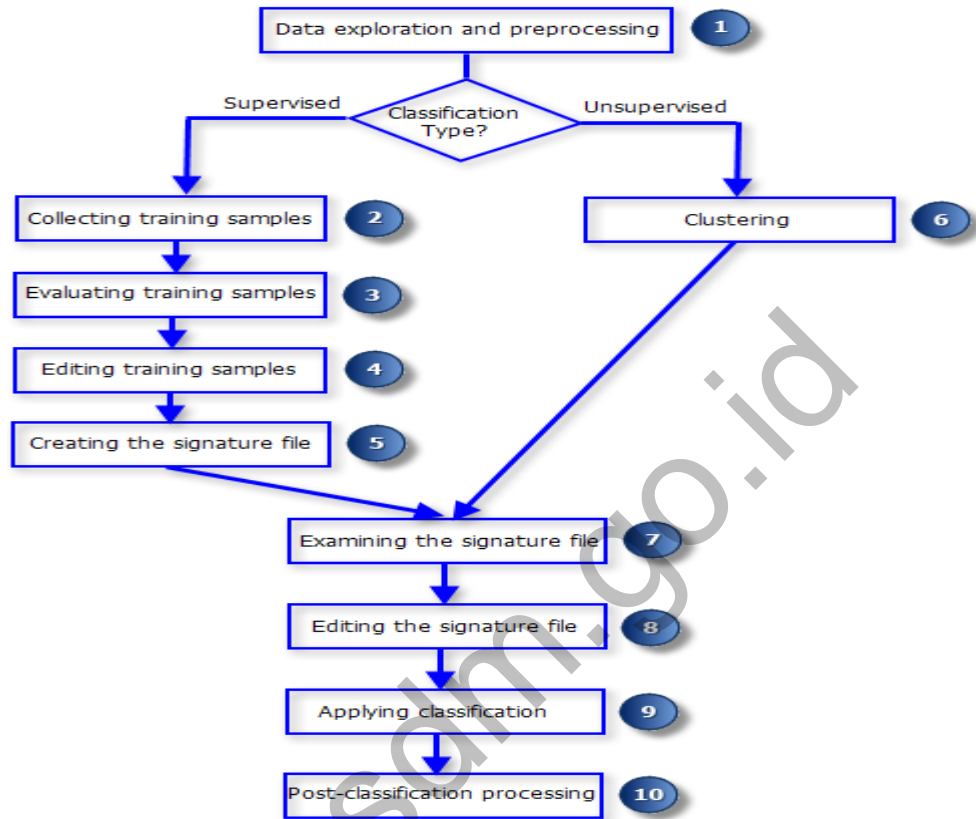 Data exploration and preprocessing
1
Supervised
Classification
Type?
Unsupervised
Collecting training samples
2
Clustering
6
Evaluating training samples
3
Editing training samples
4
Creating the signature file
5
Examining the signature file
7
Editing the signature file
8
Applying classification
9
Post-classification processing
10
sdm.go.id